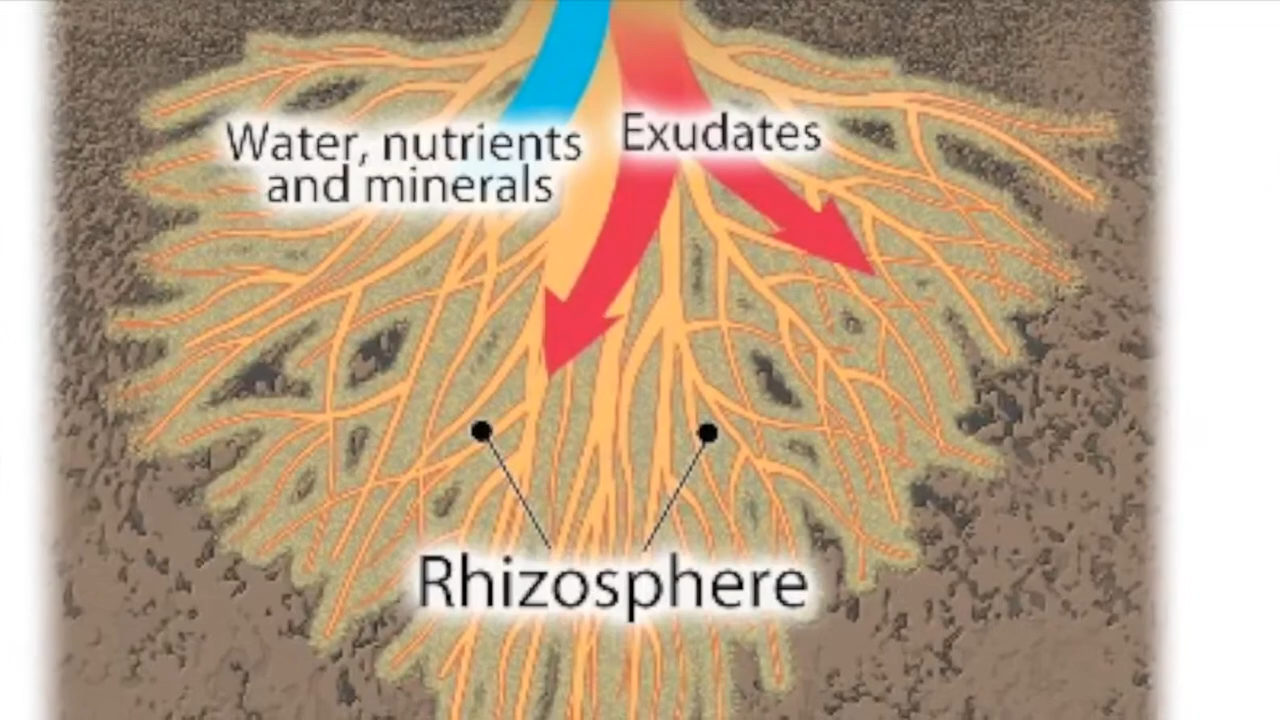 Water, nutrients
and minerals
Exudates
Rhizosphere